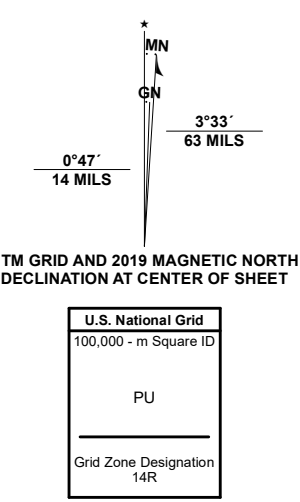 ★
MN
GN
3°33´
63 MILS
0°47´
14 MILS
TM GRID AND 2019 MAGNETIC NORTH
DECLINATION AT CENTER OF SHEET
U.S. National Grid
100,000 - m Square ID
PU
Grid Zone Designation
14R